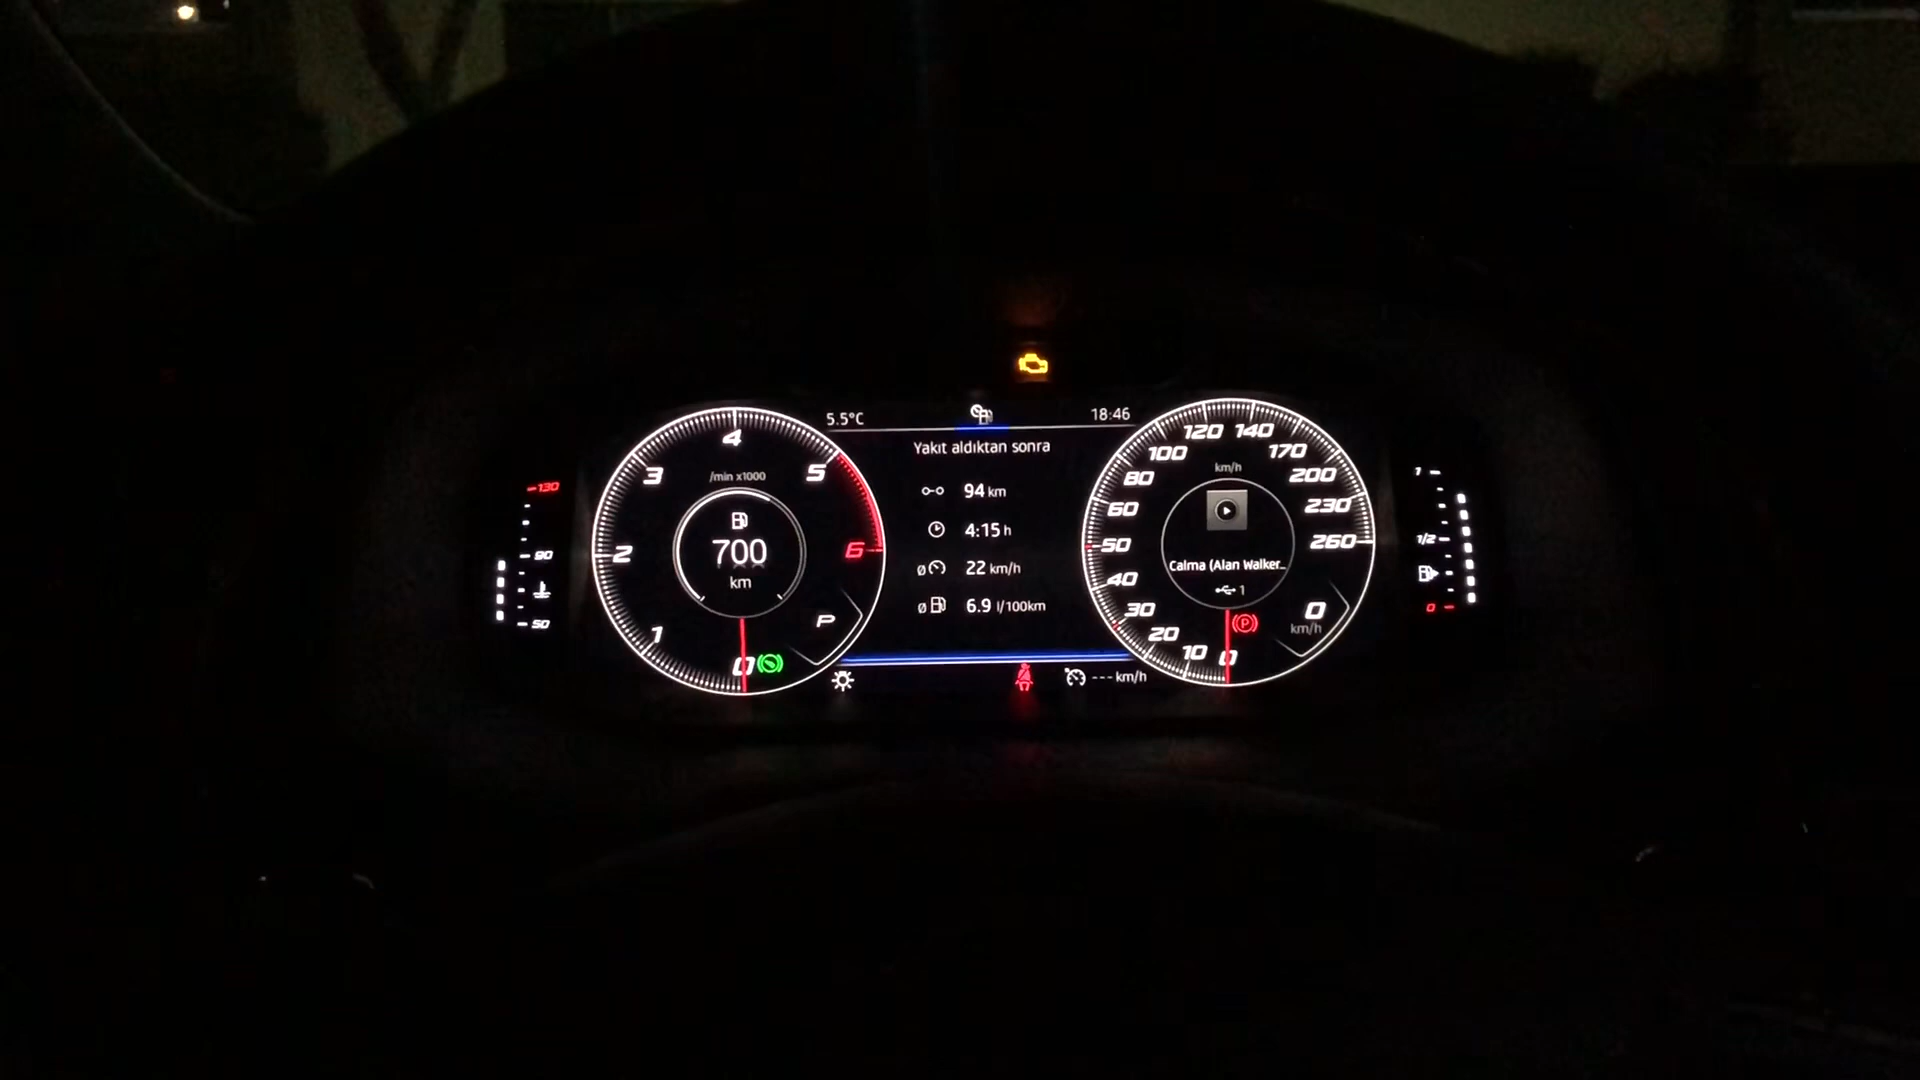 5.5°C
18:46
Yakıt aldıktan sonra
94 km
4:15 h
ø 22 km/h
ø 6.9 l/100km
--- km/h
130
90
50
/min x1000
0
1
2
3
4
5
6
700
km
P
km/h
0
10
20
30
40
50
60
80
100
120
140
170
200
230
260
Calma (Alan Walker...
1
(P)
0
km/h
1
1/2
0